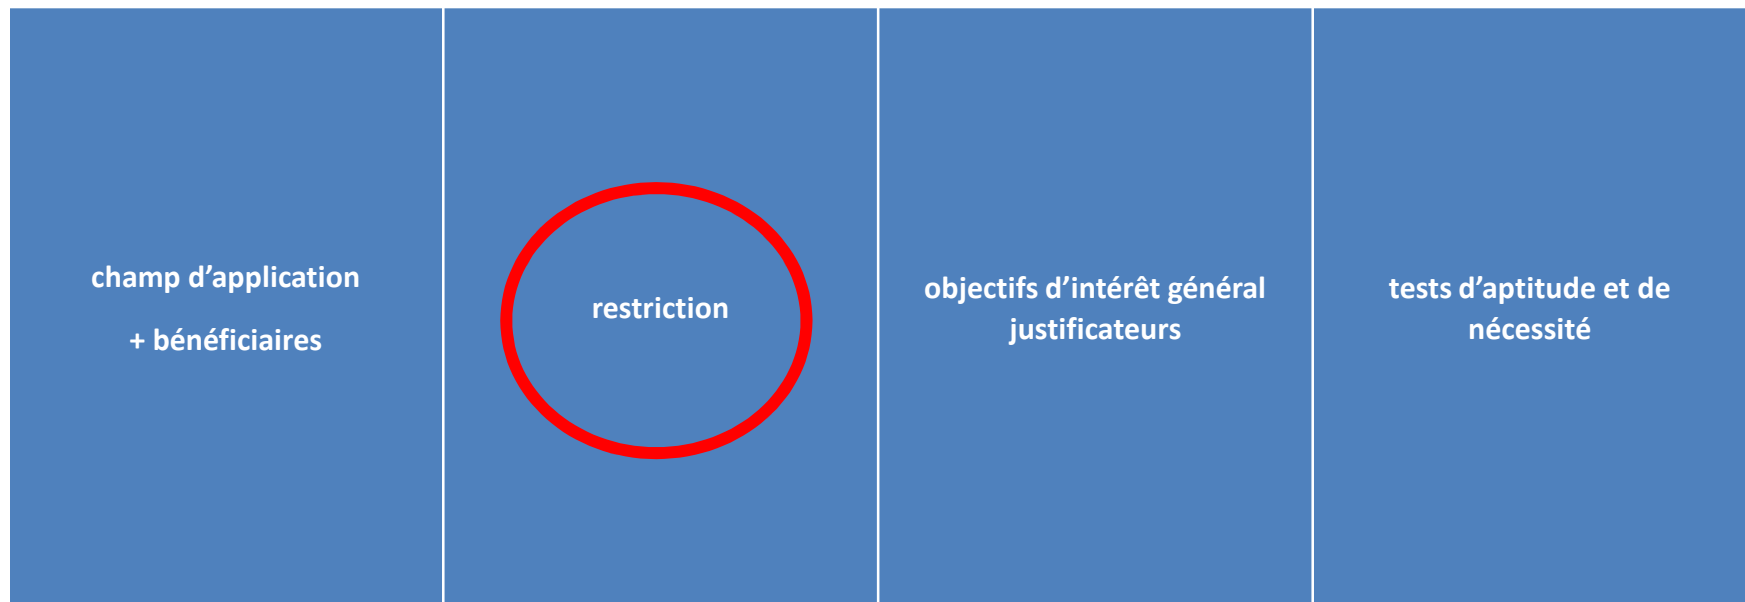 champ d’application
+ bénéficiaires
restriction
objectifs d’intérêt général
justificateurs
tests d’aptitude et de
nécessité